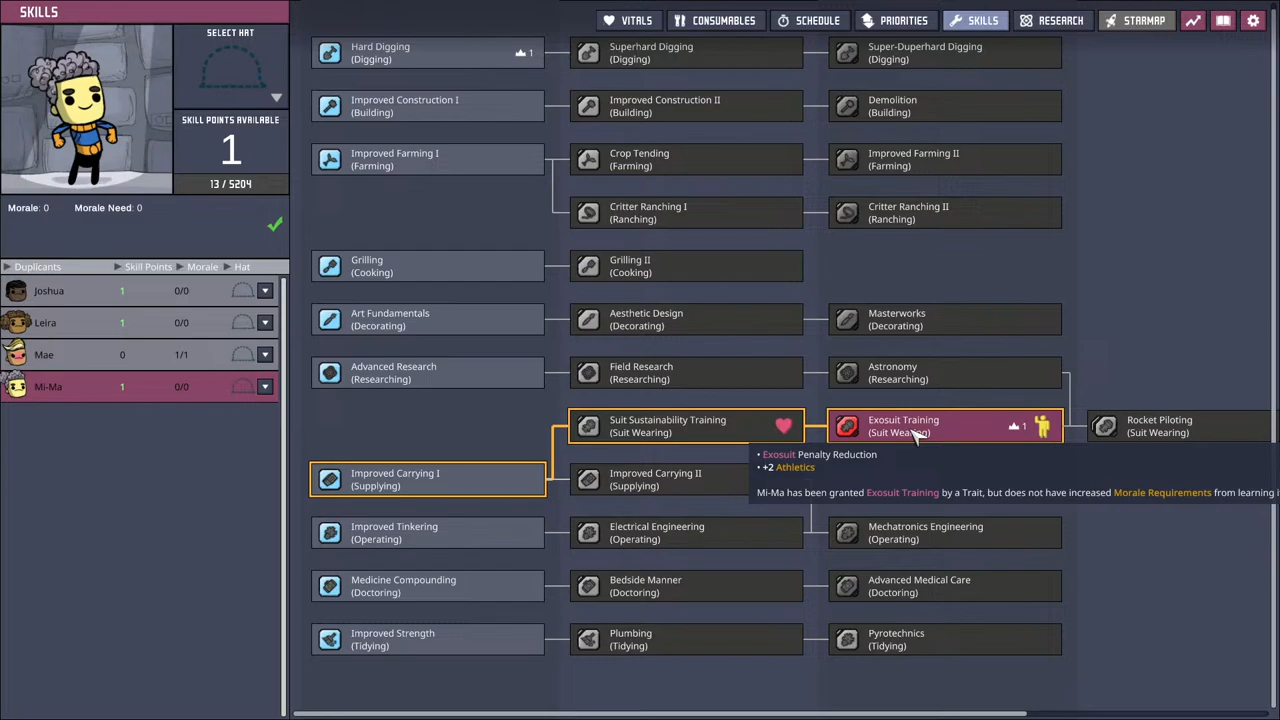 SKILLS
VITALS
CONSUMABLES
SCHEDULE
PRIORITIES
SKILLS
RESEARCH
STARMAP
SELECT HAT
SKILL POINTS AVAILABLE
1
13 / 5204
Morale: 0
Morale Need: 0
Duplicants
Skill Points
Morale
Hat
Joshua
1
0/0
Leira
1
0/0
Mae
0
1/1
Mi-Ma
1
0/0
Hard Digging
(Digging)
1
Superhard Digging
(Digging)
Super-Duperhard Digging
(Digging)
Improved Construction I
(Building)
Improved Construction II
(Building)
Demolition
(Building)
Improved Farming I
(Farming)
Crop Tending
(Farming)
Improved Farming II
(Farming)
Critter Ranching I
(Ranching)
Critter Ranching II
(Ranching)
Grilling
(Cooking)
Grilling II
(Cooking)
Art Fundamentals
(Decorating)
Aesthetic Design
(Decorating)
Masterworks
(Decorating)
Advanced Research
(Researching)
Field Research
(Researching)
Astronomy
(Researching)
Suit Sustainability Training
(Suit Wearing)
Exosuit Training
(Suit Wearing)
1
Rocket Piloting
(Suit Wearing)
• Exosuit Penalty Reduction
• +2 Athletics
Mi-Ma has been granted Exosuit Training by a Trait, but does not have increased Morale Requirements from learning
Improved Carrying I
(Supplying)
Improved Carrying II
(Supplying)
Improved Tinkering
(Operating)
Electrical Engineering
(Operating)
Mechatronics Engineering
(Operating)
Medicine Compounding
(Doctoring)
Bedside Manner
(Doctoring)
Advanced Medical Care
(Doctoring)
Improved Strength
(Tidying)
Plumbing
(Tidying)
Pyrotechnics
(Tidying)